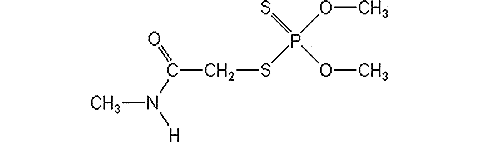 S O—CH₃
O P
C—CH₂—S O—CH₃
CH₃—N
H